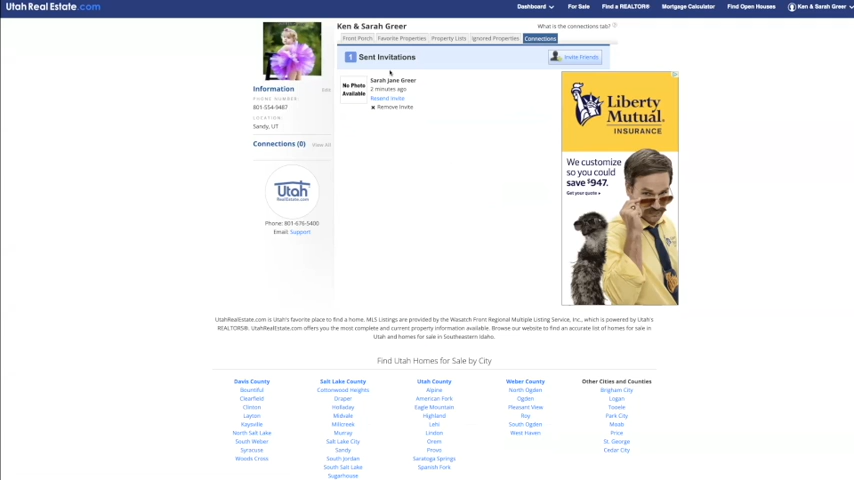 UtahRealEstate.com
Dashboard
For Sale
Find a REALTOR®
Mortgage Calculator
Find Open Houses
Ken & Sarah Greer
Ken & Sarah Greer
What is the connections tab?
Front Porch
Favorite Properties
Property Lists
Ignored Properties
Connections
1 Sent Invitations
Invite Friends
No Photo
Available
Sarah Jane Greer
2 minutes ago
Resend Invite
Remove Invite
Information
Edit
PHONE NUMBER:
801-554-9487
LOCATION:
Sandy, UT
Connections (0)
View All
Utah
RealEstate.com
Phone: 801-676-5400
Email: Support
Liberty
Mutual
INSURANCE
We customize
so you could
save $947.
Get your quote
UtahRealEstate.com is Utah's favorite place to find a home. MLS Listings are provided by the Wasatch Front Regional Multiple Listing Service, Inc., which is powered by Utah's
REALTORS®. UtahRealEstate.com offers you the most complete and current property information available. Browse our website to find an accurate list of homes for sale in
Utah and homes for sale in Southeastern Idaho.
Find Utah Homes for Sale by City
Davis County
Bountiful
Clearfield
Clinton
Layton
Kaysville
North Salt Lake
South Weber
Syracuse
Woods Cross
Salt Lake County
Cottonwood Heights
Draper
Holladay
Midvale
Millcreek
Murray
Salt Lake City
Sandy
South Jordan
South Salt Lake
Sugarhouse
Utah County
Alpine
American Fork
Eagle Mountain
Highland
Lehi
Lindon
Orem
Provo
Saratoga Springs
Spanish Fork
Weber County
North Ogden
Ogden
Pleasant View
Roy
South Ogden
West Haven
Other Cities and Counties
Brigham City
Logan
Tooele
Park City
Moab
Price
St. George
Cedar City